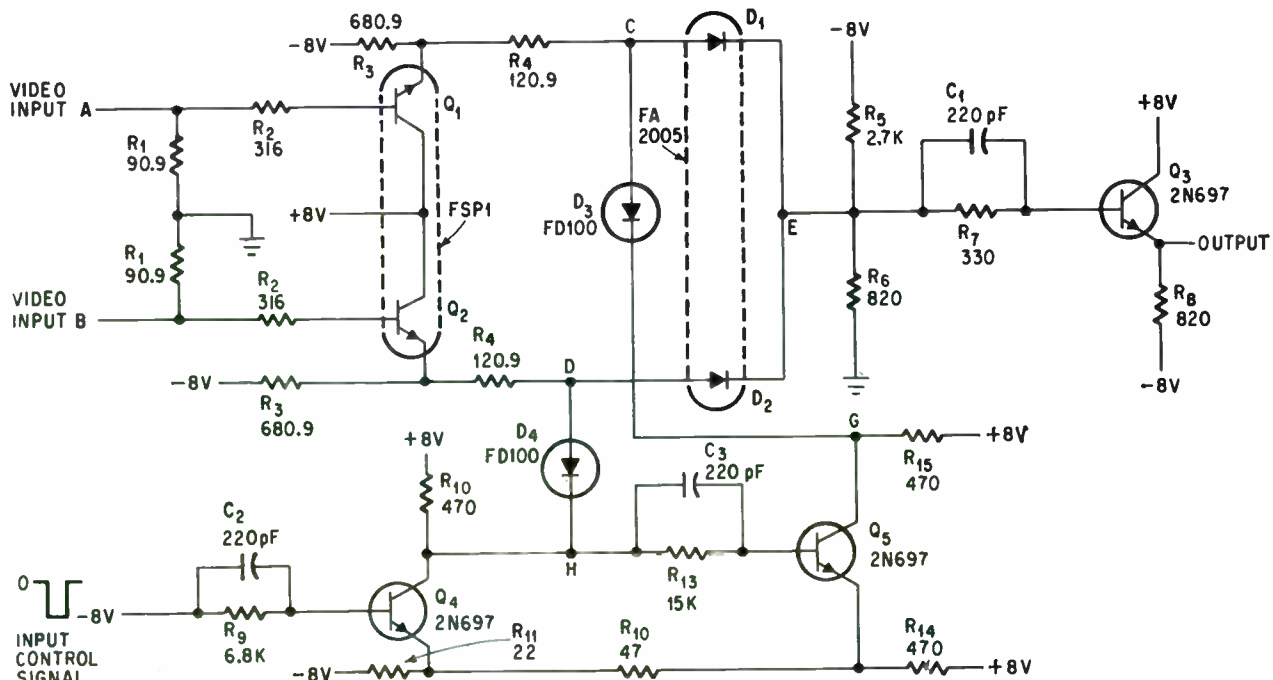 680.9
-8V
R3
C
D1
R4
120.9
-8V
VIDEO
INPUT A
R2
316
Q1
FA
2005
R5
2.7K
C1
220 pF
+8V
R1
90.9
Q3
2N697
+8V
FSP1
D3
FD100
E
R7
330
OUTPUT
R1
90.9
R6
820
R8
820
VIDEO
INPUT B
R2
316
Q2
R4
120.9
D
-8V
R3
680.9
D2
-8V
+8V
D4
FD100
G
+8V
R15
470
C3
220 pF
R10
470
C2
220pF
Q5
2N697
H
R13
15K
0
-8V
Q4
2N697
R9
6.8K
INPUT
CONTROL
SIGNAL
R11
22
R10
47
R14
470
-8V
+8V